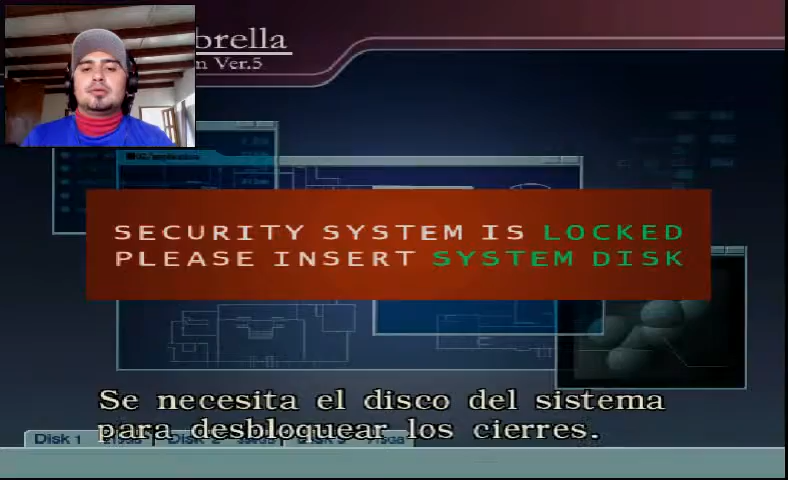 brella
m Ver.5
SECURITY SYSTEM IS LOCKED
PLEASE INSERT SYSTEM DISK
Se necesita el disco del sistema
para desbloquear los cierres.
Disk 1